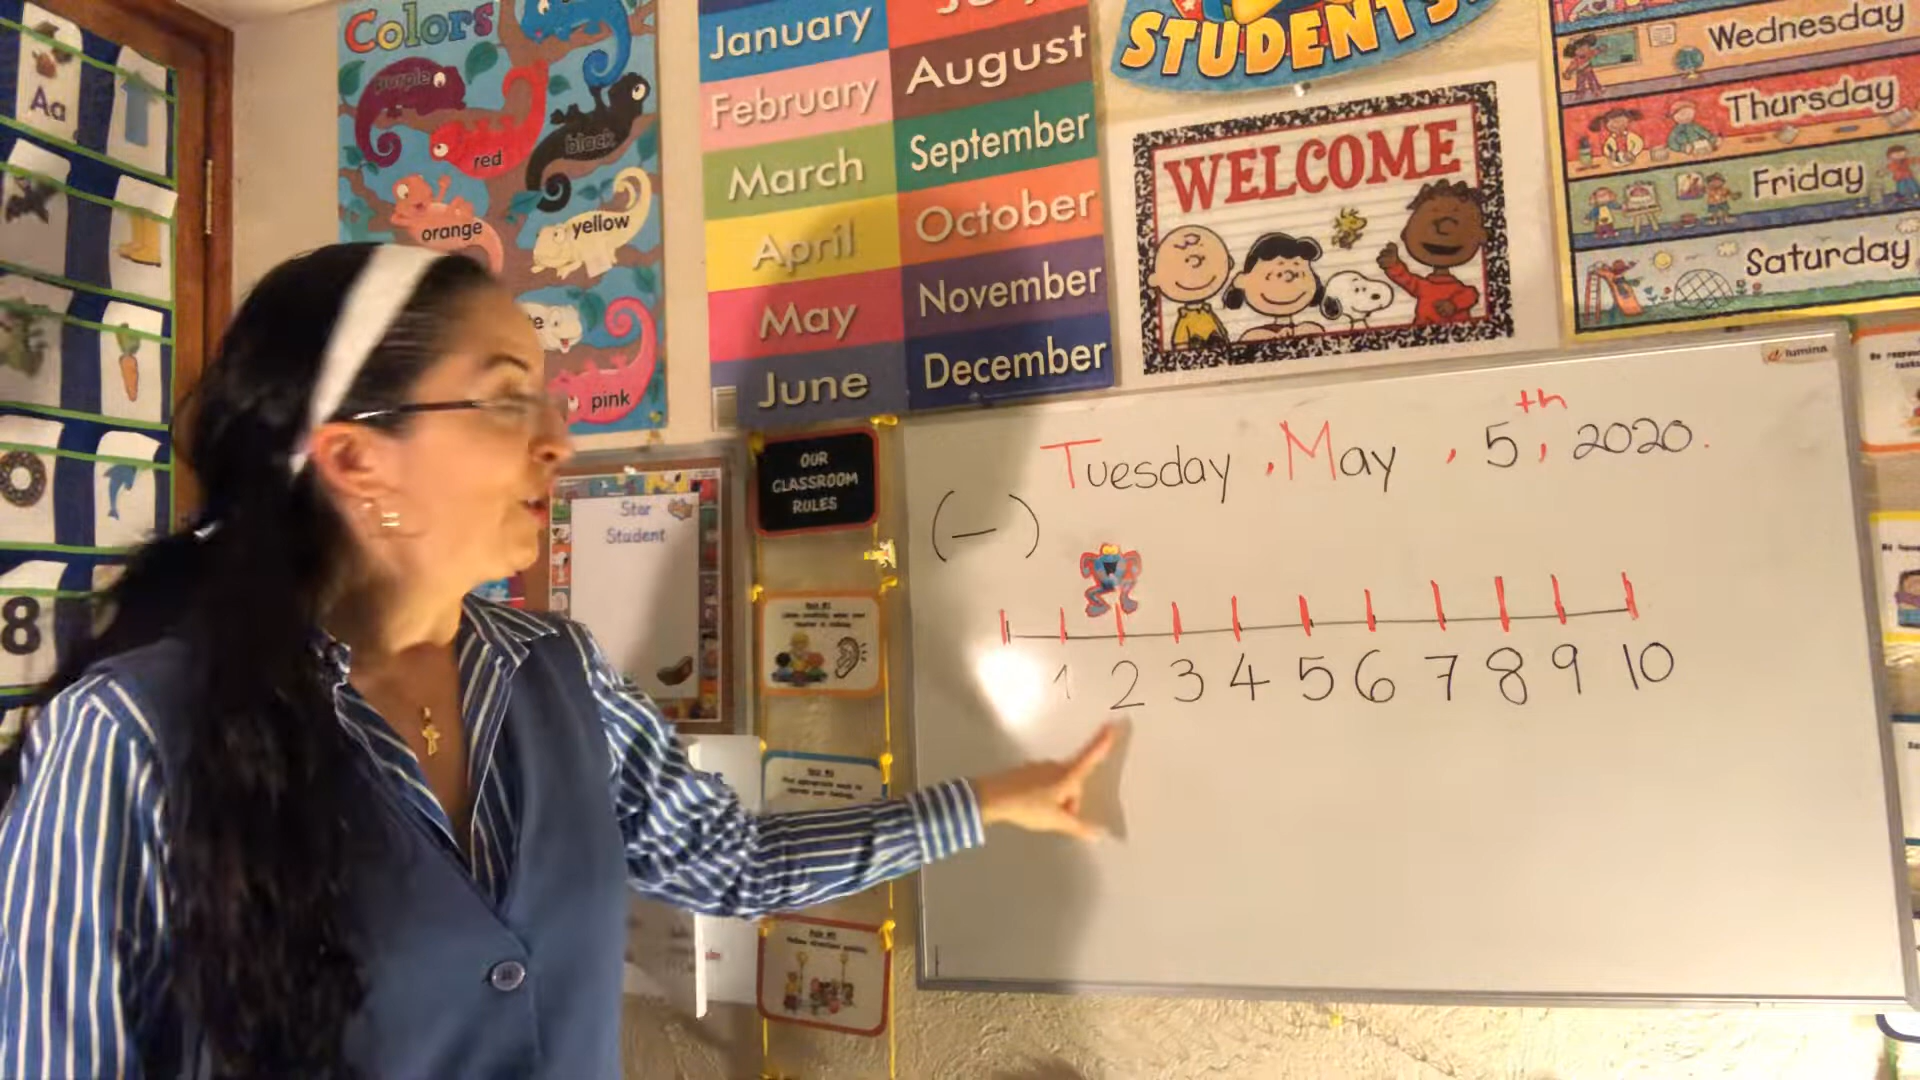 Colors
purple
red
black
orange
yellow
pink
Aa
8
January
February
March
April
May
June
August
September
October
November
December
STUDENTS
WELCOME
Wednesday
Thursday
Friday
Saturday
lumina
OUR
CLASSROOM
RULES
Star
Student
Tuesday, May, 5th, 2020.
(-)
1 2 3 4 5 6 7 8 9 10